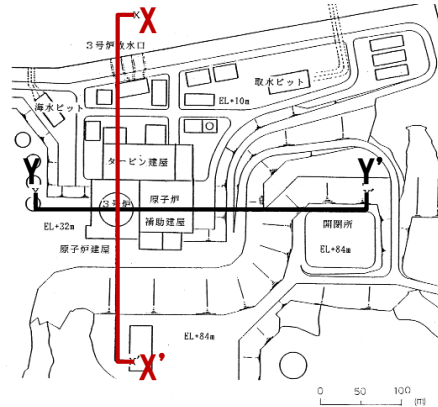 X
3号炉放水口
取水ピット
EL+10m
海水ピット
タービン建屋
Y
Y'
3号炉
原子炉
補助建屋
開閉所
EL+32m
原子炉建屋
EL+84m
EL+84m
X'
0 50 100
(m)